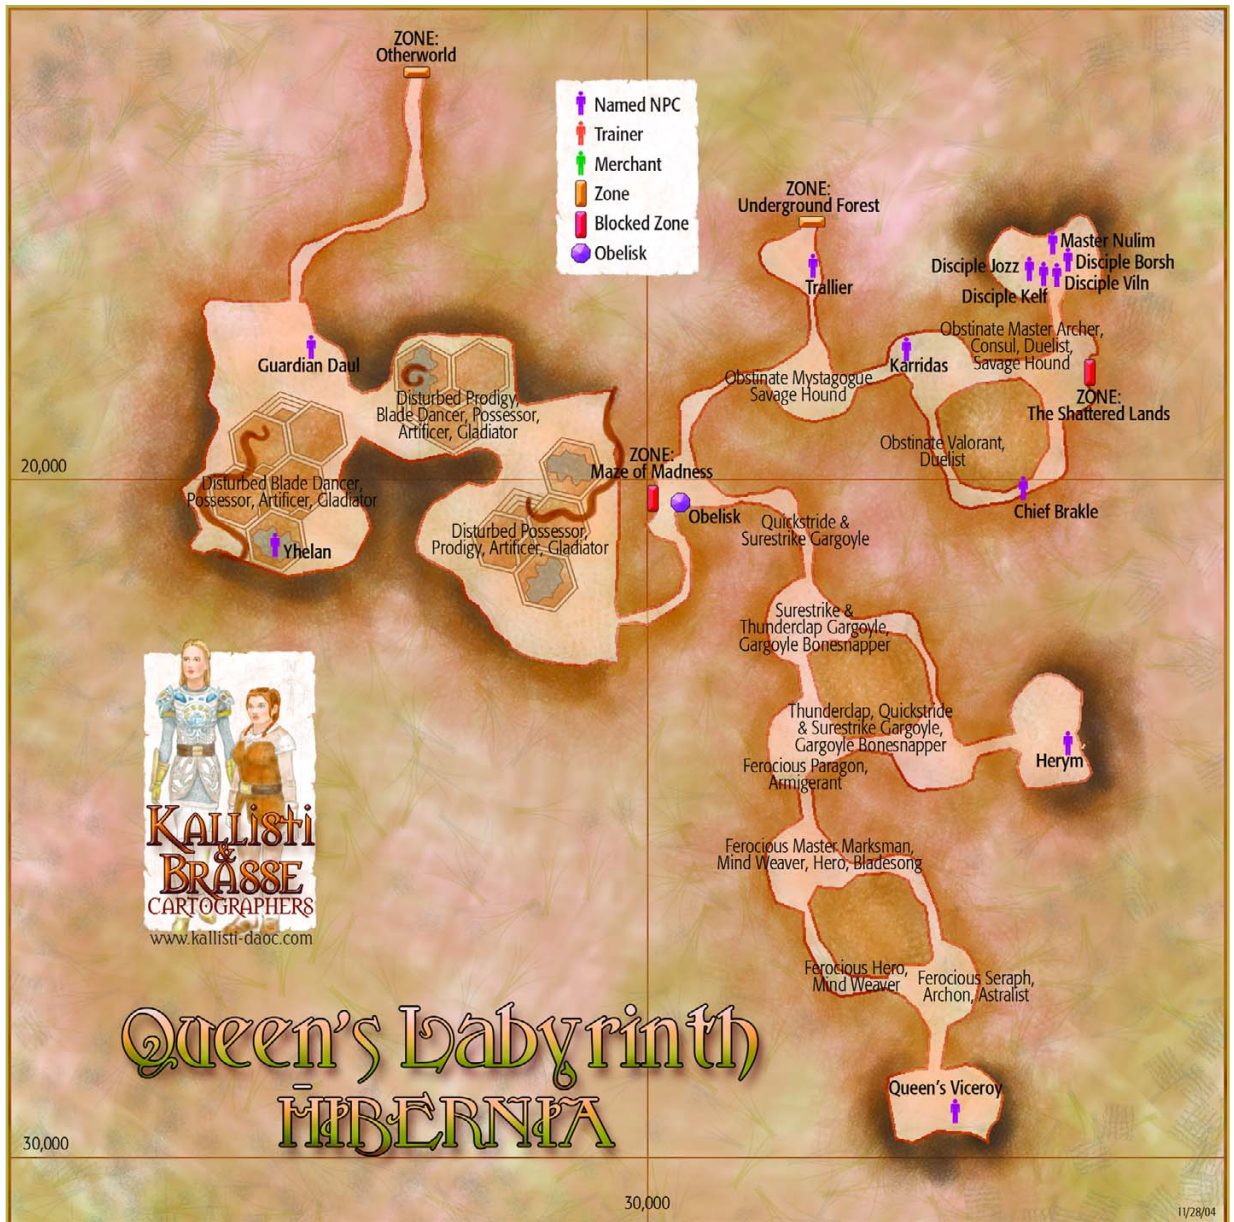 ZONE:
Otherworld
Named NPC
Trainer
Merchant
Zone
Blocked Zone
Obelisk
ZONE:
Underground Forest
Trallier
Master Nulim
Disciple Borsh
Disciple Jozz
Disciple Viln
Disciple Kelf
Obstinate Master Archer,
Consul, Duelist,
Savage Hound
Karridas
ZONE:
The Shattered Lands
Guardian Daul
Disturbed Prodigy,
Blade Dancer, Possessor,
Artificer, Gladiator
Obstinate Mystagogue
Savage Hound
Obstinate Valorant,
Duelist
20,000
ZONE:
Maze of Madness
Obelisk
Chief Brakle
Disturbed Blade Dancer,
Possessor, Artificer, Gladiator
Yhelan
Disturbed Possessor,
Prodigy, Artificer, Gladiator
Quickstride &
Surestrike Gargoyle
Surestrike &
Thunderclap Gargoyle,
Gargoyle Bonesnapper
Thunderclap, Quickstride
& Surestrike Gargoyle,
Gargoyle Bonesnapper
Herym
Ferocious Paragon,
Armigerant
Ferocious Master Marksman,
Mind Weaver, Hero, Bladesong
Ferocious Hero,
Mind Weaver
Ferocious Seraph,
Archon, Astralist
Queen's Viceroy
KALLISTI
&
BRASSE
CARTOGRAPHERS
www.kallisti-daoc.com
Queen's Labyrinth
HIBERNIA
30,000
30,000
11/28/04